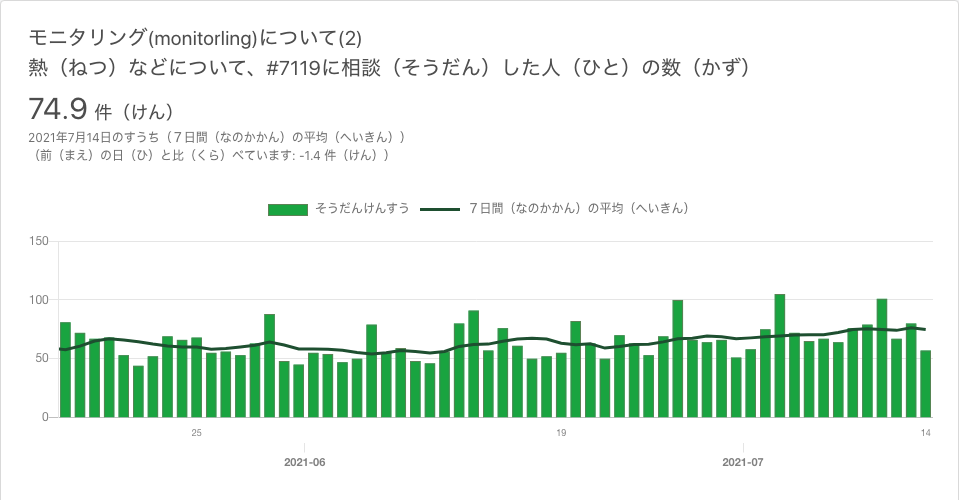 モニタリング(monitorling)について(2)
熱（ねつ）などについて、#7119に相談（そうだん）した人（ひと）の数（かず）
74.9 件（けん）
2021年7月14日のすうち（７日間（なのかかん）の平均（へいきん））
（前（まえ）の日（ひ）と比（くら）べています: -1.4 件（けん））
そうだんけんすう ７日間（なのかかん）の平均（へいきん）
150
100
50
0
25 19 14
2021-06 2021-07